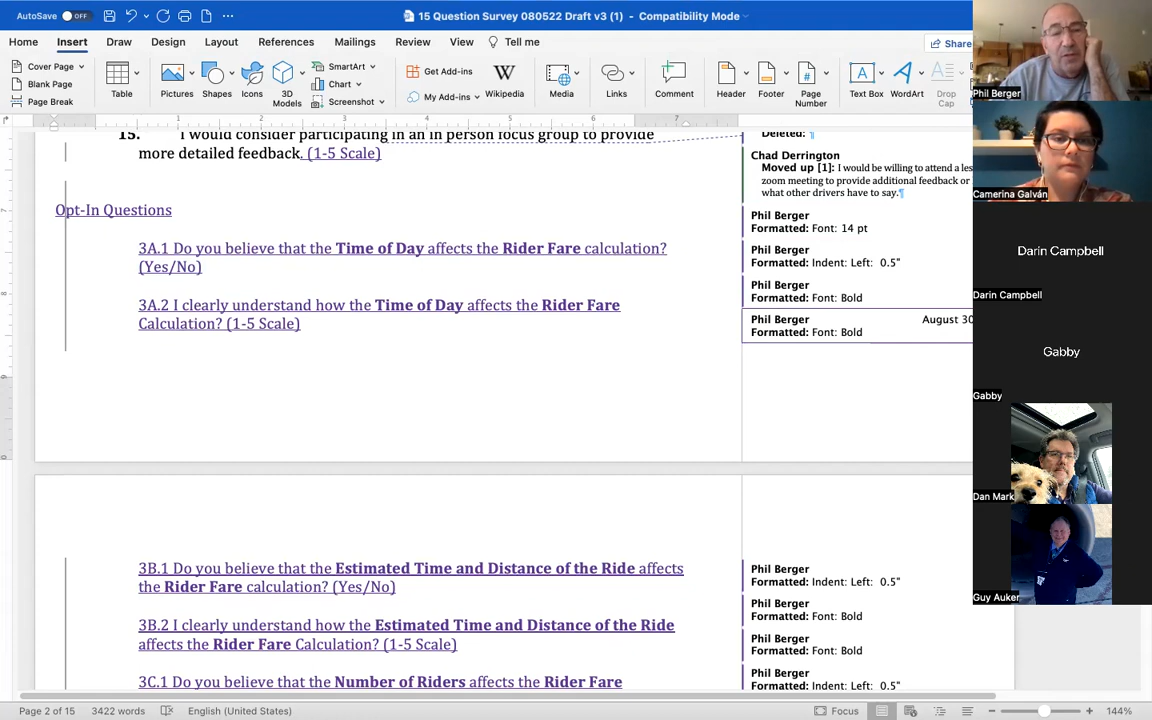 AutoSave OFF
15 Question Survey 080522 Draft v3 (1) - Compatibility Mode
Home Insert Draw Design Layout References Mailings Review View Tell me
Share
Cover Page
Blank Page
Page Break
Table
Pictures
Shapes
Icons
3D Models
SmartArt
Chart
Screenshot
Get Add-ins
My Add-ins
Wikipedia
Media
Links
Comment
Header
Footer
Page Number
Text Box
WordArt
Drop Cap
1 2 3 4 5 6 7
15. I would consider participating in an in person focus group to provide
more detailed feedback. (1-5 Scale)
Opt-In Questions
3A.1 Do you believe that the Time of Day affects the Rider Fare calculation?
(Yes/No)
3A.2 I clearly understand how the Time of Day affects the Rider Fare
Calculation? (1-5 Scale)
3B.1 Do you believe that the Estimated Time and Distance of the Ride affects
the Rider Fare calculation? (Yes/No)
3B.2 I clearly understand how the Estimated Time and Distance of the Ride
affects the Rider Fare Calculation? (1-5 Scale)
3C.1 Do you believe that the Number of Riders affects the Rider Fare
Deleted: ¶
Chad Derrington
Moved up [1]: I would be willing to attend a les
zoom meeting to provide additional feedback or
what other drivers have to say.¶
Phil Berger
Formatted: Font: 14 pt
Phil Berger
Formatted: Indent: Left: 0.5"
Phil Berger
Formatted: Font: Bold
Phil Berger August 30
Formatted: Font: Bold
Phil Berger
Formatted: Indent: Left: 0.5"
Phil Berger
Formatted: Font: Bold
Phil Berger
Formatted: Font: Bold
Phil Berger
Formatted: Indent: Left: 0.5"
Phil Berger
Camerina Galván
Darin Campbell
Darin Campbell
Gabby
Gabby
Dan Mark
Guy Auker
Page 2 of 15 3422 words English (United States) Focus 144%